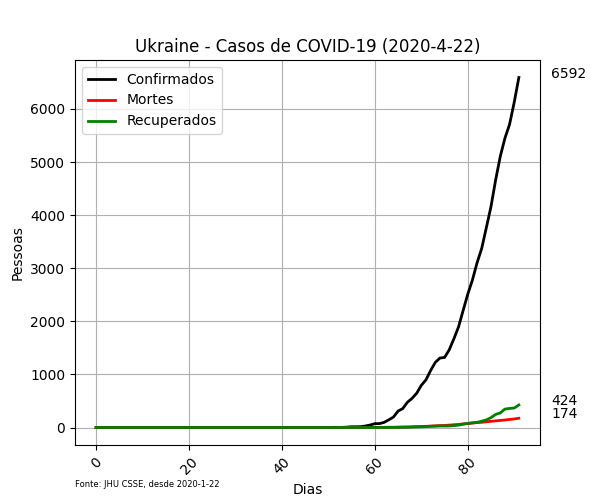 Ukraine - Casos de COVID-19 (2020-4-22)
Confirmados
Mortes
Recuperados
6592
424
174
Pessoas
6000
5000
4000
3000
2000
1000
0
0
20
40
60
80
Dias
Fonte: JHU CSSE, desde 2020-1-22